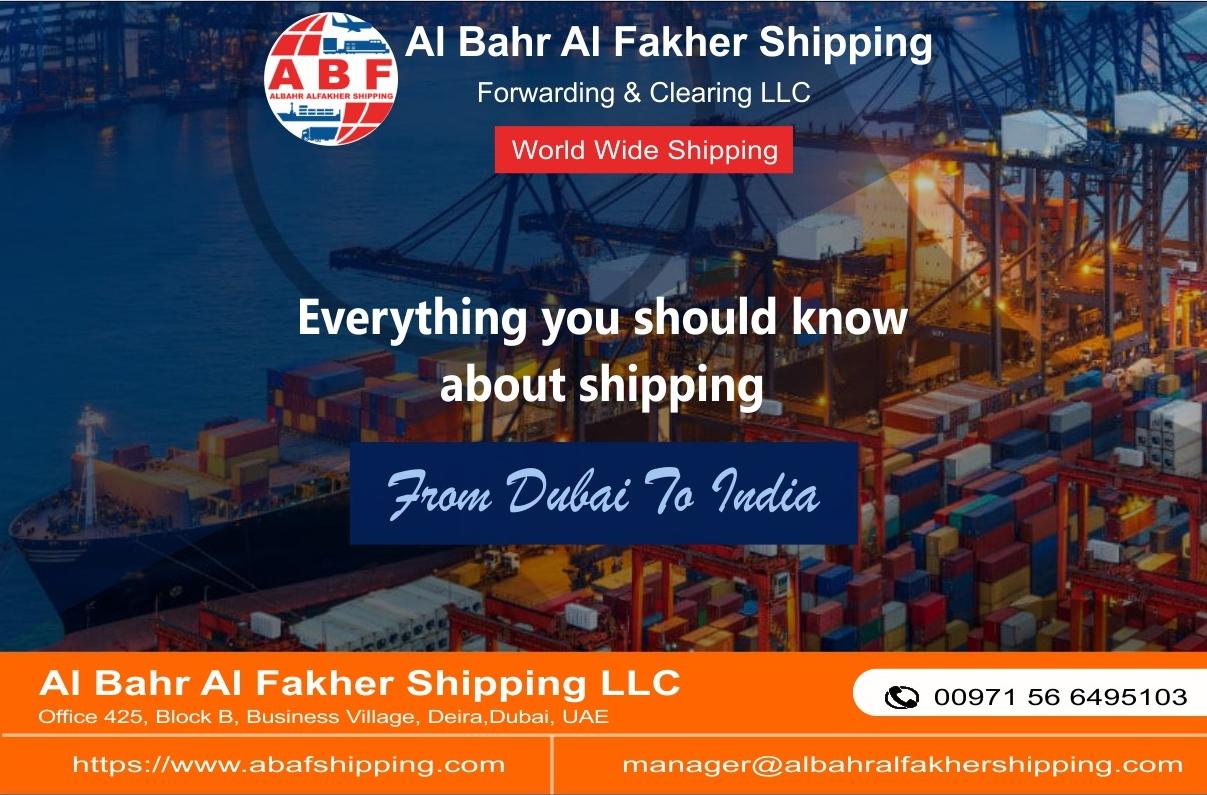 ABF
ALBAHR ALFAKHER SHIPPING
Al Bahr Al Fakher Shipping
Forwarding & Clearing LLC
World Wide Shipping
Everything you should know
about shipping
From Dubai To India
Al Bahr Al Fakher Shipping LLC
Office 425, Block B, Business Village, Deira,Dubai, UAE
00971 56 6495103
https://www.abafshipping.com
manager@albahralfakhershipping.com